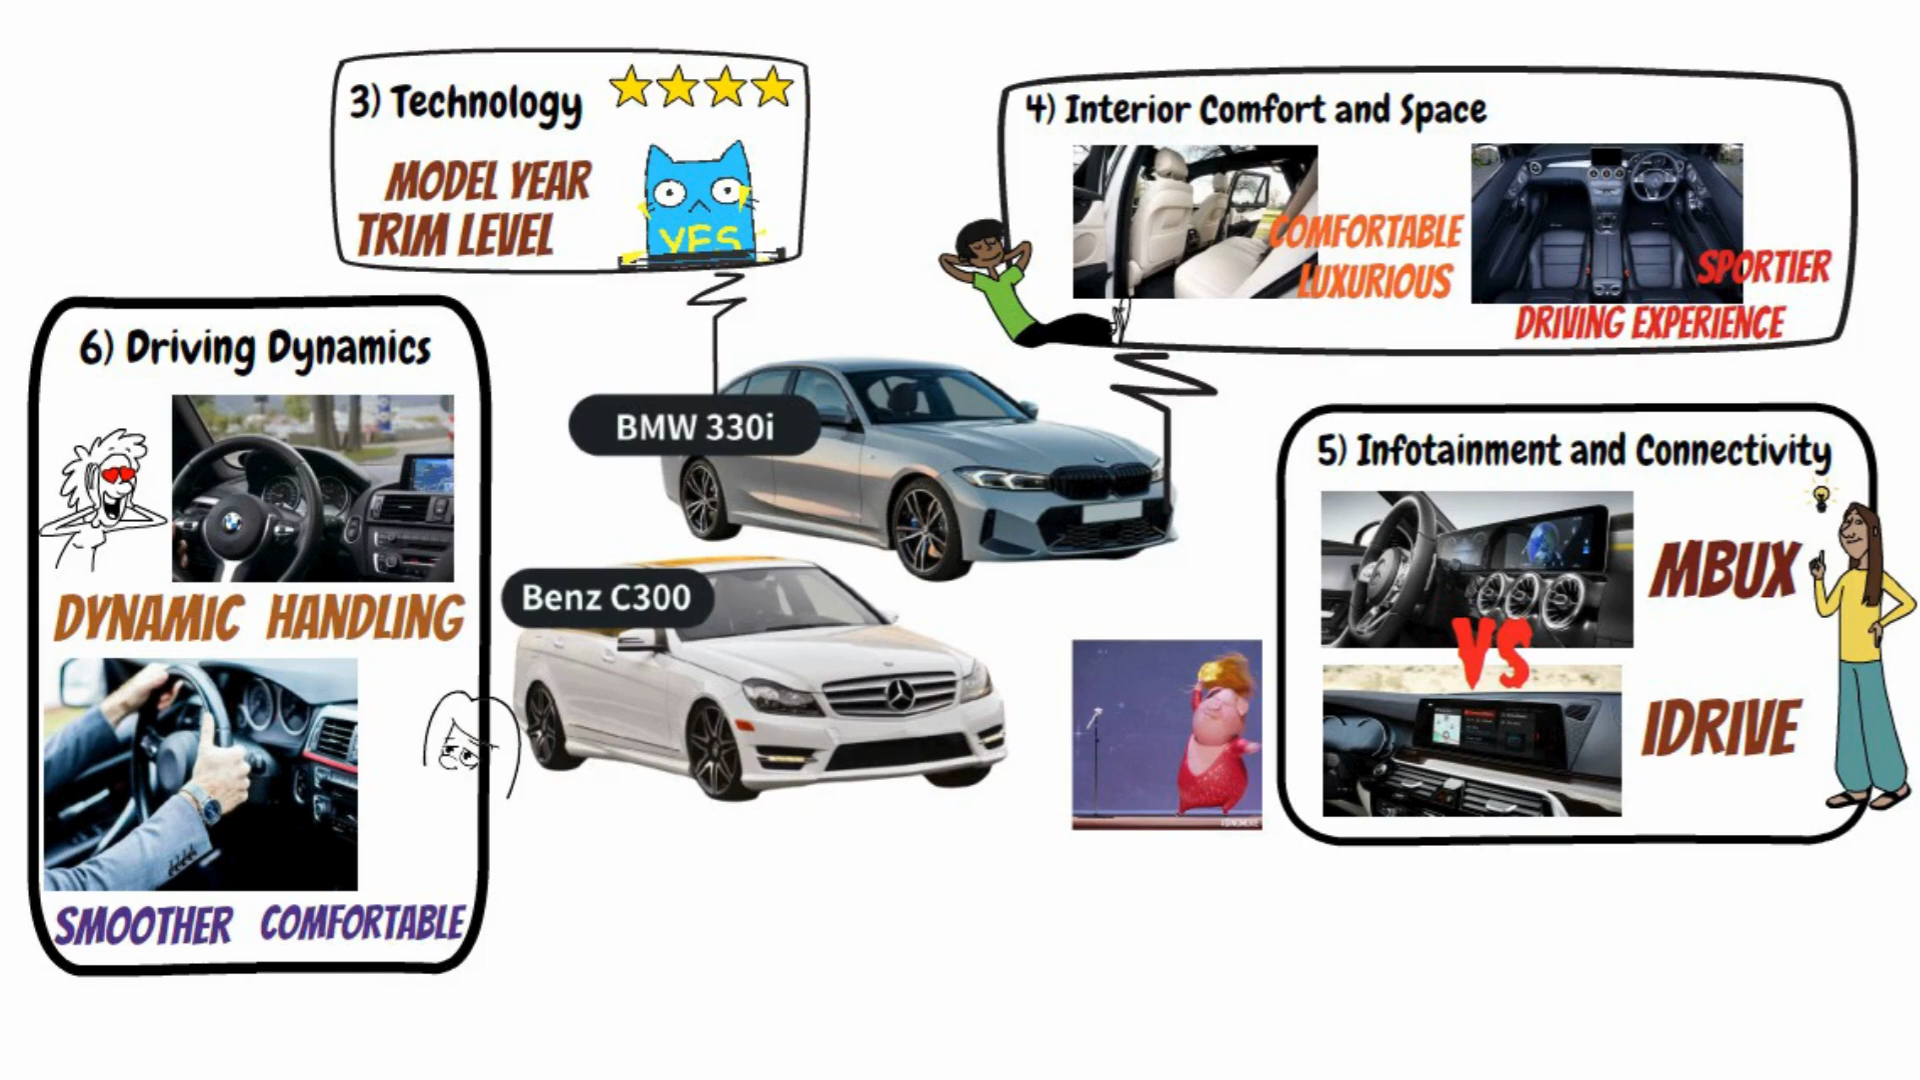 3) Technology
MODEL YEAR
TRIM LEVEL
YES
4) Interior Comfort and Space
COMFORTABLE
LUXURIOUS
SPORTIER
DRIVING EXPERIENCE
6) Driving Dynamics
DYNAMIC HANDLING
SMOOTHER COMFORTABLE
BMW 330i
Benz C300
5) Infotainment and Connectivity
MBUX
VS
IDRIVE